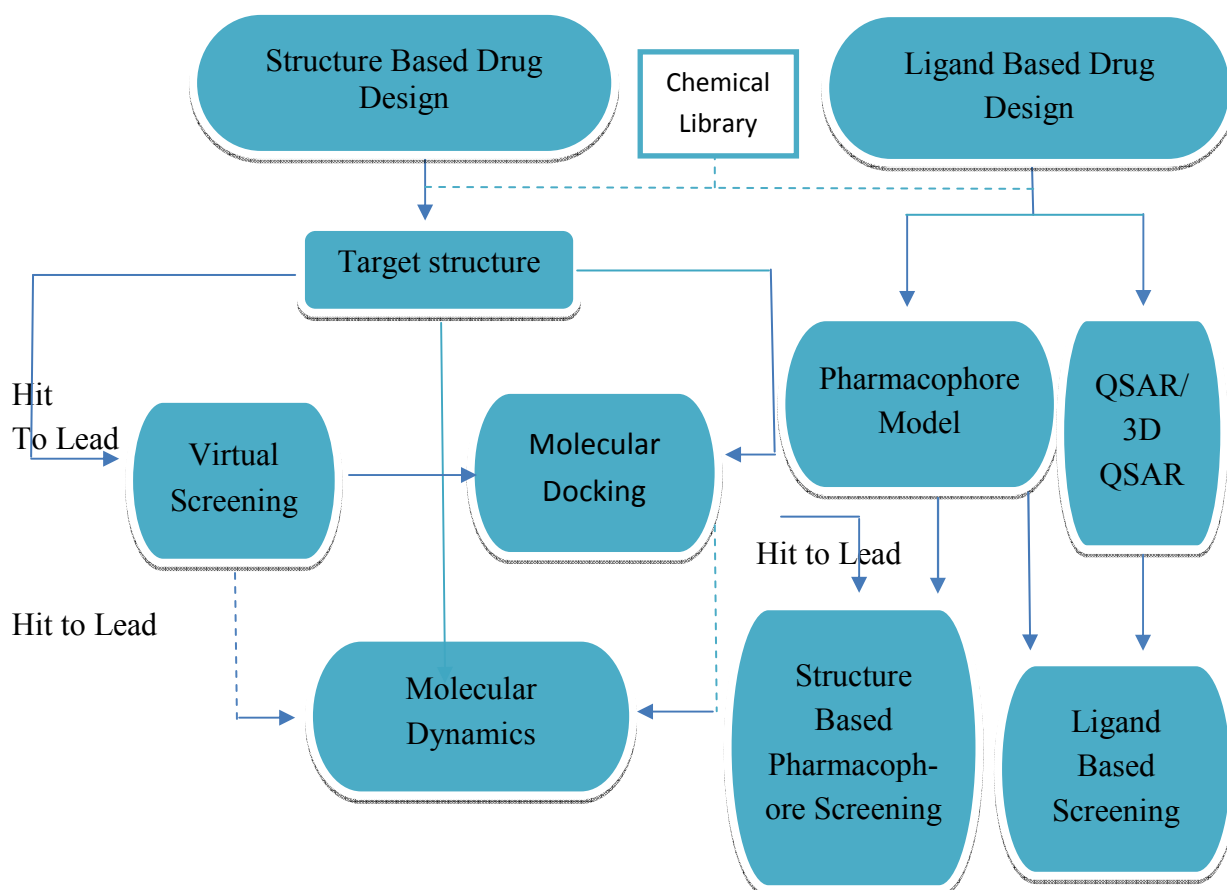 Structure Based Drug
Design
Chemical
Library
Ligand Based Drug
Design
Target structure
Hit
To Lead
Virtual
Screening
Molecular
Docking
Pharmacophore
Model
QSAR/
3D
QSAR
Hit to Lead
Hit to Lead
Molecular
Dynamics
Structure
Based
Pharmacoph-
ore Screening
Ligand
Based
Screening